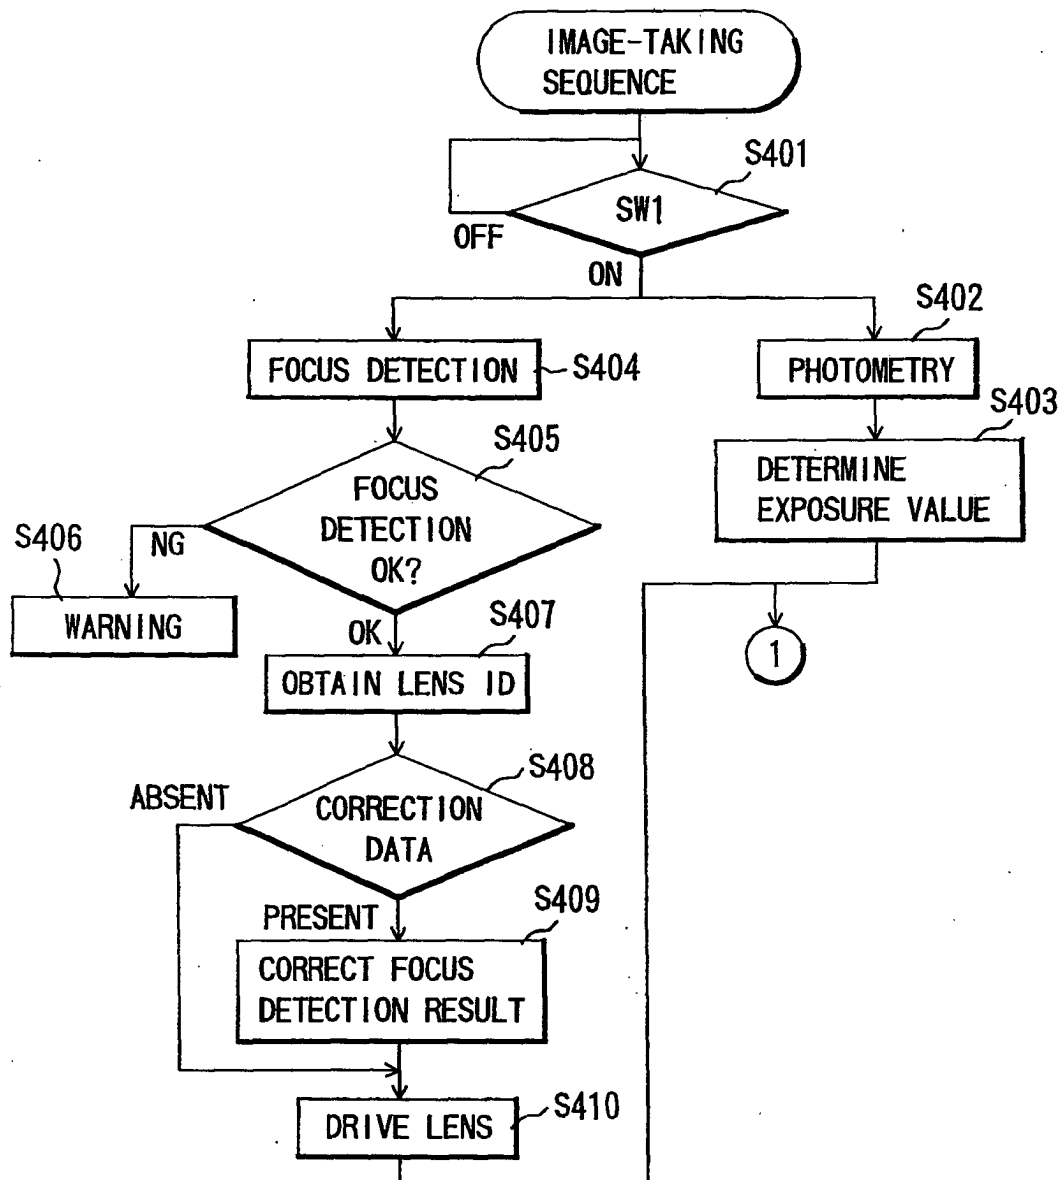 IMAGE-TAKING
SEQUENCE
S401
SW1
OFF
ON
S402
FOCUS DETECTION
S404
PHOTOMETRY
S403
S405
DETERMINE
EXPOSURE VALUE
FOCUS
DETECTION
OK?
S406
NG
WARNING
OK
S407
1
OBTAIN LENS ID
S408
ABSENT
CORRECTION
DATA
PRESENT
S409
CORRECT FOCUS
DETECTION RESULT
DRIVE LENS
S410